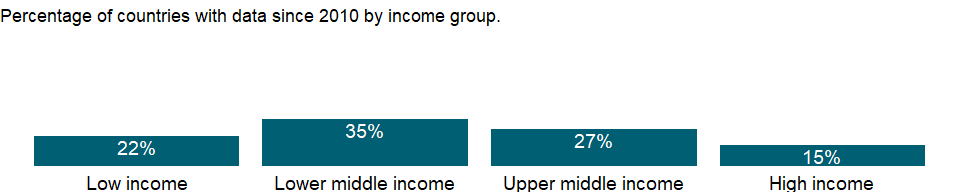 Percentage of countries with data since 2010 by income group.
22%
35%
27%
15%
Low income
Lower middle income
Upper middle income
High income